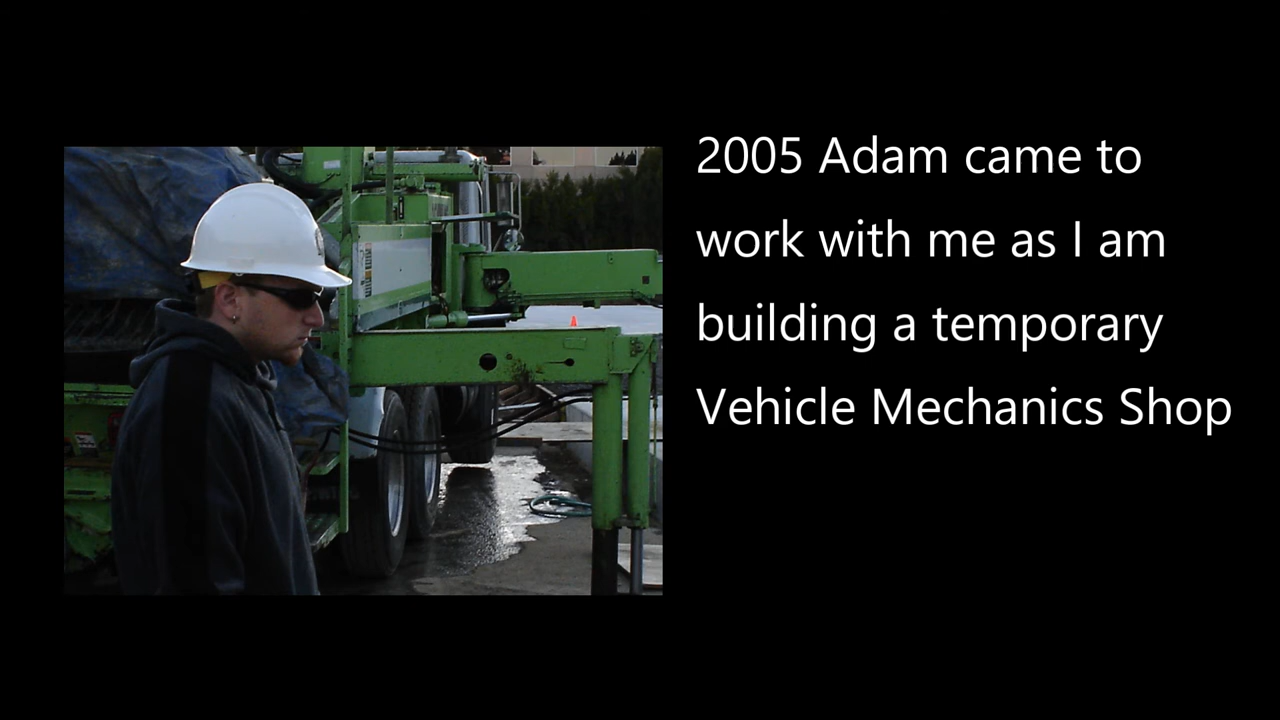 2005 Adam came to
work with me as I am
building a temporary
Vehicle Mechanics Shop